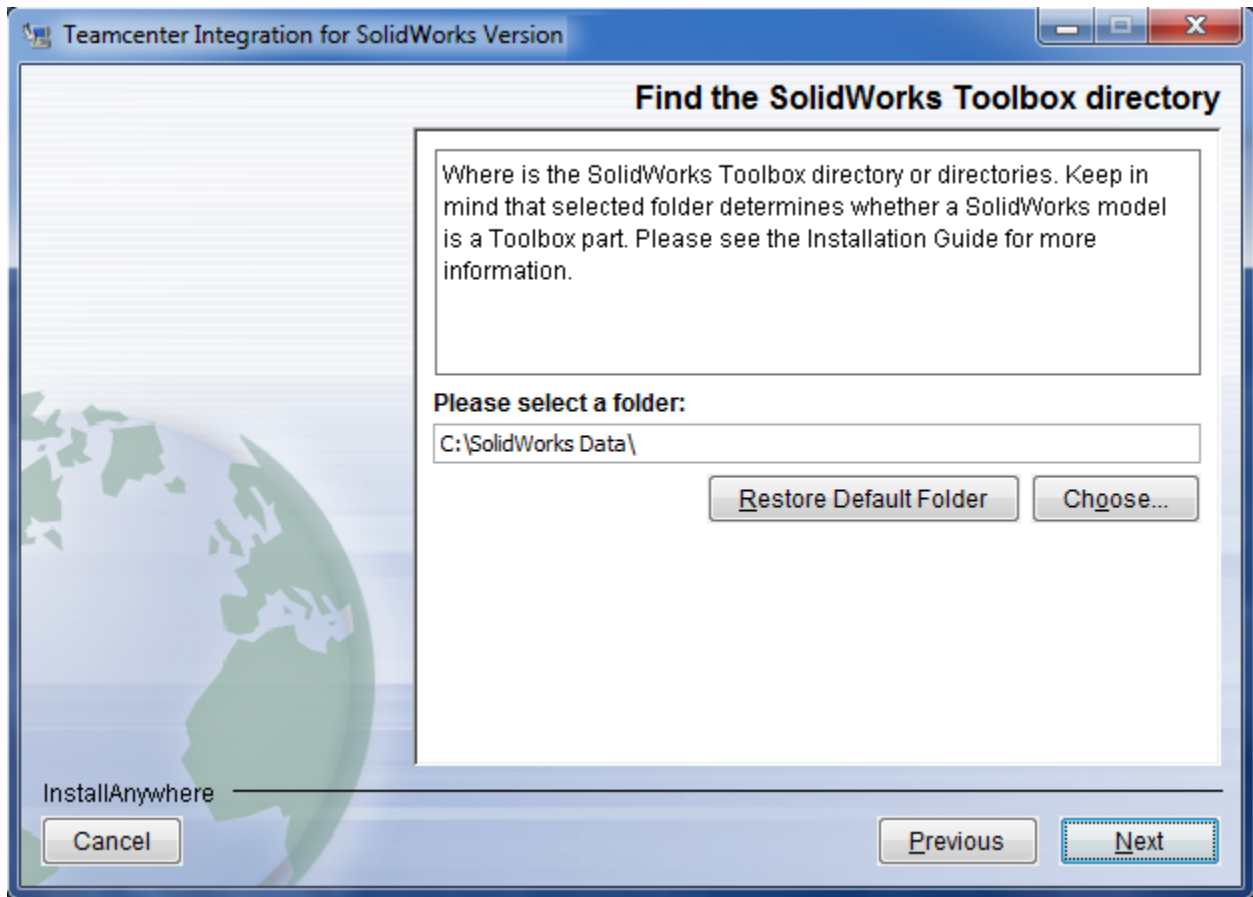 Teamcenter Integration for SolidWorks Version
Find the SolidWorks Toolbox directory
Where is the SolidWorks Toolbox directory or directories. Keep in
mind that selected folder determines whether a SolidWorks model
is a Toolbox part. Please see the Installation Guide for more
information.
Please select a folder:
C:\SolidWorks Data\
Restore Default Folder Choose...
InstallAnywhere
Cancel Previous Next